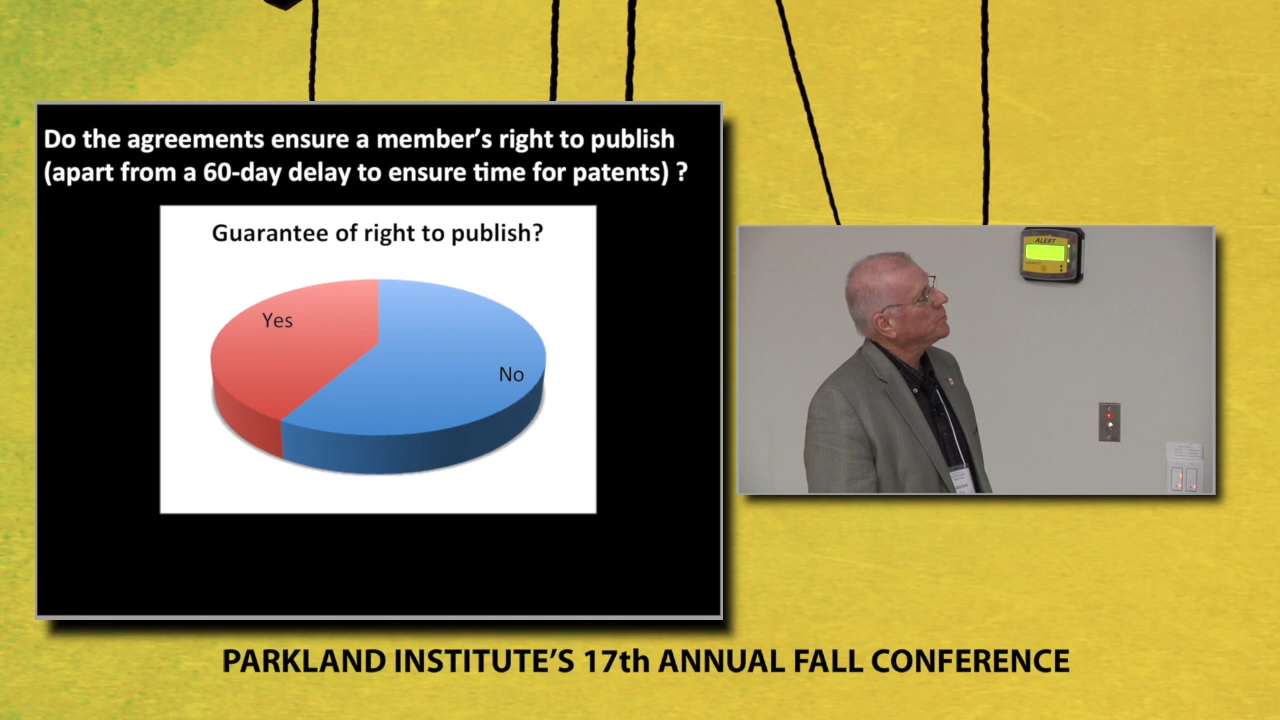 Do the agreements ensure a member's right to publish
(apart from a 60-day delay to ensure time for patents) ?
Guarantee of right to publish?
Yes
No
ALERT
PARKLAND INSTITUTE'S 17th ANNUAL FALL CONFERENCE